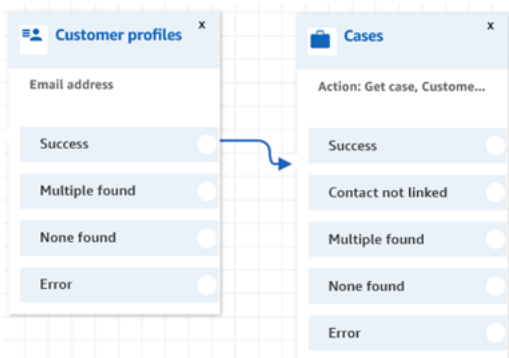 Customer profiles
x
Email address
Success
Multiple found
None found
Error
Cases
x
Action: Get case, Custome...
Success
Contact not linked
Multiple found
None found
Error